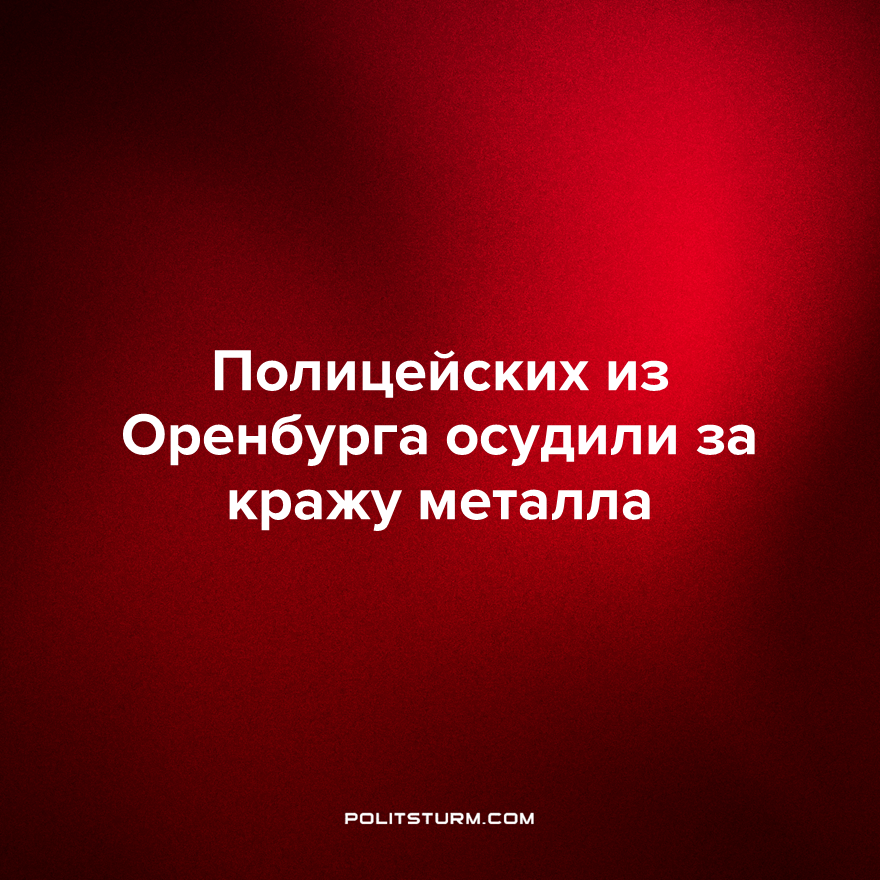 Полицейских из
Оренбурга осудили за
кражу металла
POLITSTURM.COM